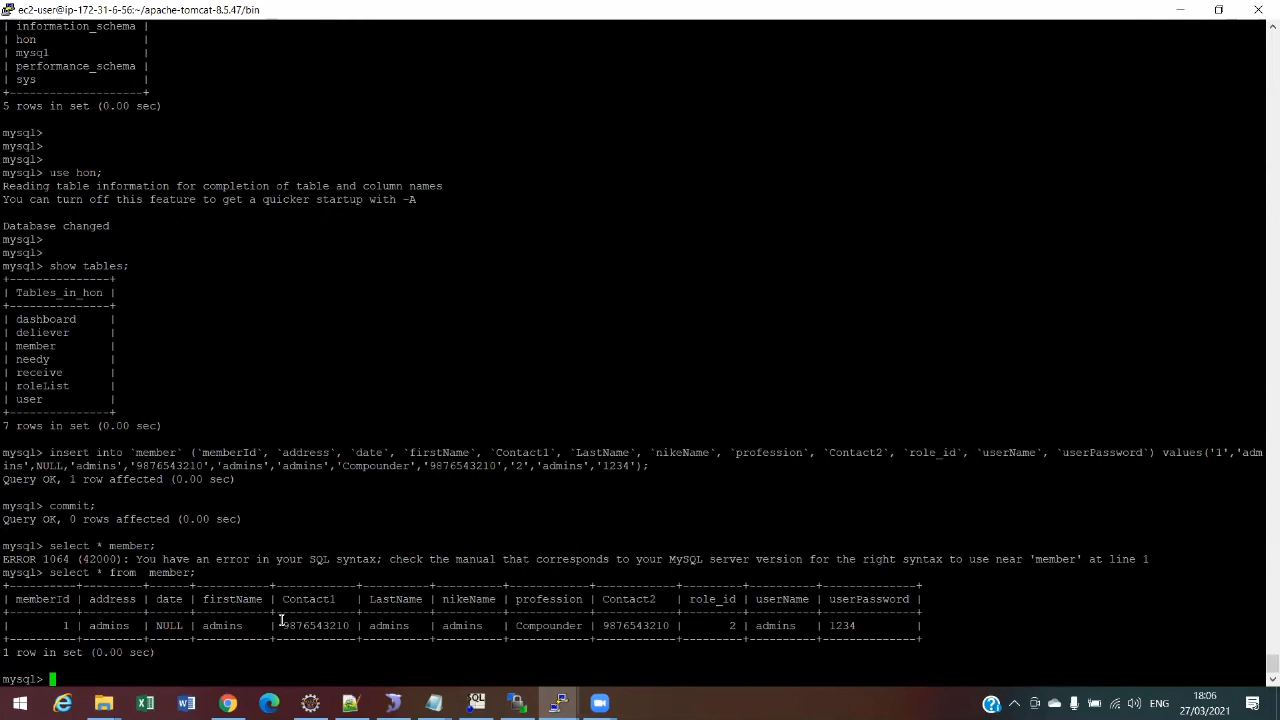 ec2-user@ip-172-31-6-56:~/apache-tomcat-8.5.47/bin
| information_schema |
| hon                |
| mysql              |
| performance_schema |
| sys                |
+--------------------+
5 rows in set (0.00 sec)
mysql>
mysql>
mysql>
mysql> use hon;
Reading table information for completion of table and column names
You can turn off this feature to get a quicker startup with -A
Database changed
mysql>
mysql>
mysql> show tables;
+---------------+
| Tables_in_hon |
+---------------+
| dashboard     |
| deliever      |
| member        |
| needy         |
| receive       |
| roleList      |
| user          |
+---------------+
7 rows in set (0.00 sec)
mysql> insert into `member` (`memberId`, `address`, `date`, `firstName`, `Contact1`, `LastName`, `nikeName`, `profession`, `Contact2`, `role_id`, `userName`, `userPassword`) values('1','adm
ins',NULL,'admins','9876543210','admins','admins','Compounder','9876543210','2','admins','1234');
Query OK, 1 row affected (0.00 sec)
mysql> commit;
Query OK, 0 rows affected (0.00 sec)
mysql> select * member;
ERROR 1064 (42000): You have an error in your SQL syntax; check the manual that corresponds to your MySQL server version for the right syntax to use near 'member' at line 1
mysql> select * from  member;
+----------+---------+------+-----------+------------+----------+----------+------------+------------+---------+----------+--------------+
| memberId | address | date | firstName | Contact1   | LastName | nikeName | profession | Contact2   | role_id | userName | userPassword |
+----------+---------+------+-----------+------------+----------+----------+------------+------------+---------+----------+--------------+
|        1 | admins  | NULL | admins    | 9876543210 | admins   | admins   | Compounder | 9876543210 |       2 | admins   | 1234         |
+----------+---------+------+-----------+------------+----------+----------+------------+------------+---------+----------+--------------+
1 row in set (0.00 sec)
mysql>
ENG
18:06
27/03/2021